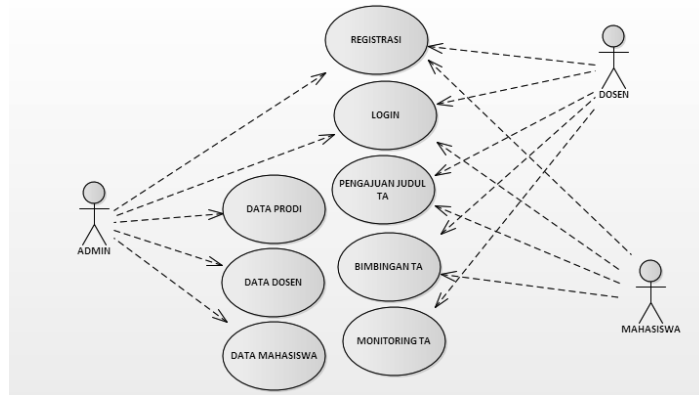 REGISTRASI
DOSEN
LOGIN
PENGAJUAN JUDUL
TA
DATA PRODI
ADMIN
BIMBINGAN TA
DATA DOSEN
MAHASISWA
MONITORING TA
DATA MAHASISWA